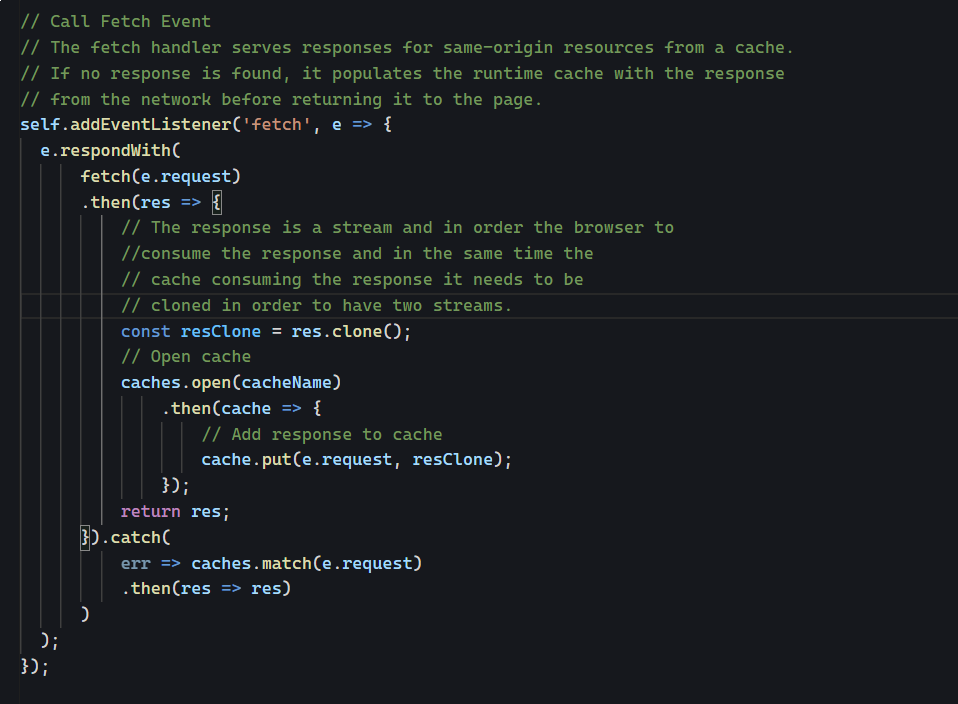 // Call Fetch Event
// The fetch handler serves responses for same-origin resources from a cache.
// If no response is found, it populates the runtime cache with the response
// from the network before returning it to the page.
self.addEventListener('fetch', e => {
  e.respondWith(
      fetch(e.request)
      .then(res => {
          // The response is a stream and in order the browser to
          //consume the response and in the same time the
          // cache consuming the response it needs to be
          // cloned in order to have two streams.
          const resClone = res.clone();
          // Open cache
          caches.open(cacheName)
              .then(cache => {
                  // Add response to cache
                  cache.put(e.request, resClone);
              });
          return res;
      }).catch(
          err => caches.match(e.request)
          .then(res => res)
      )
  );
});